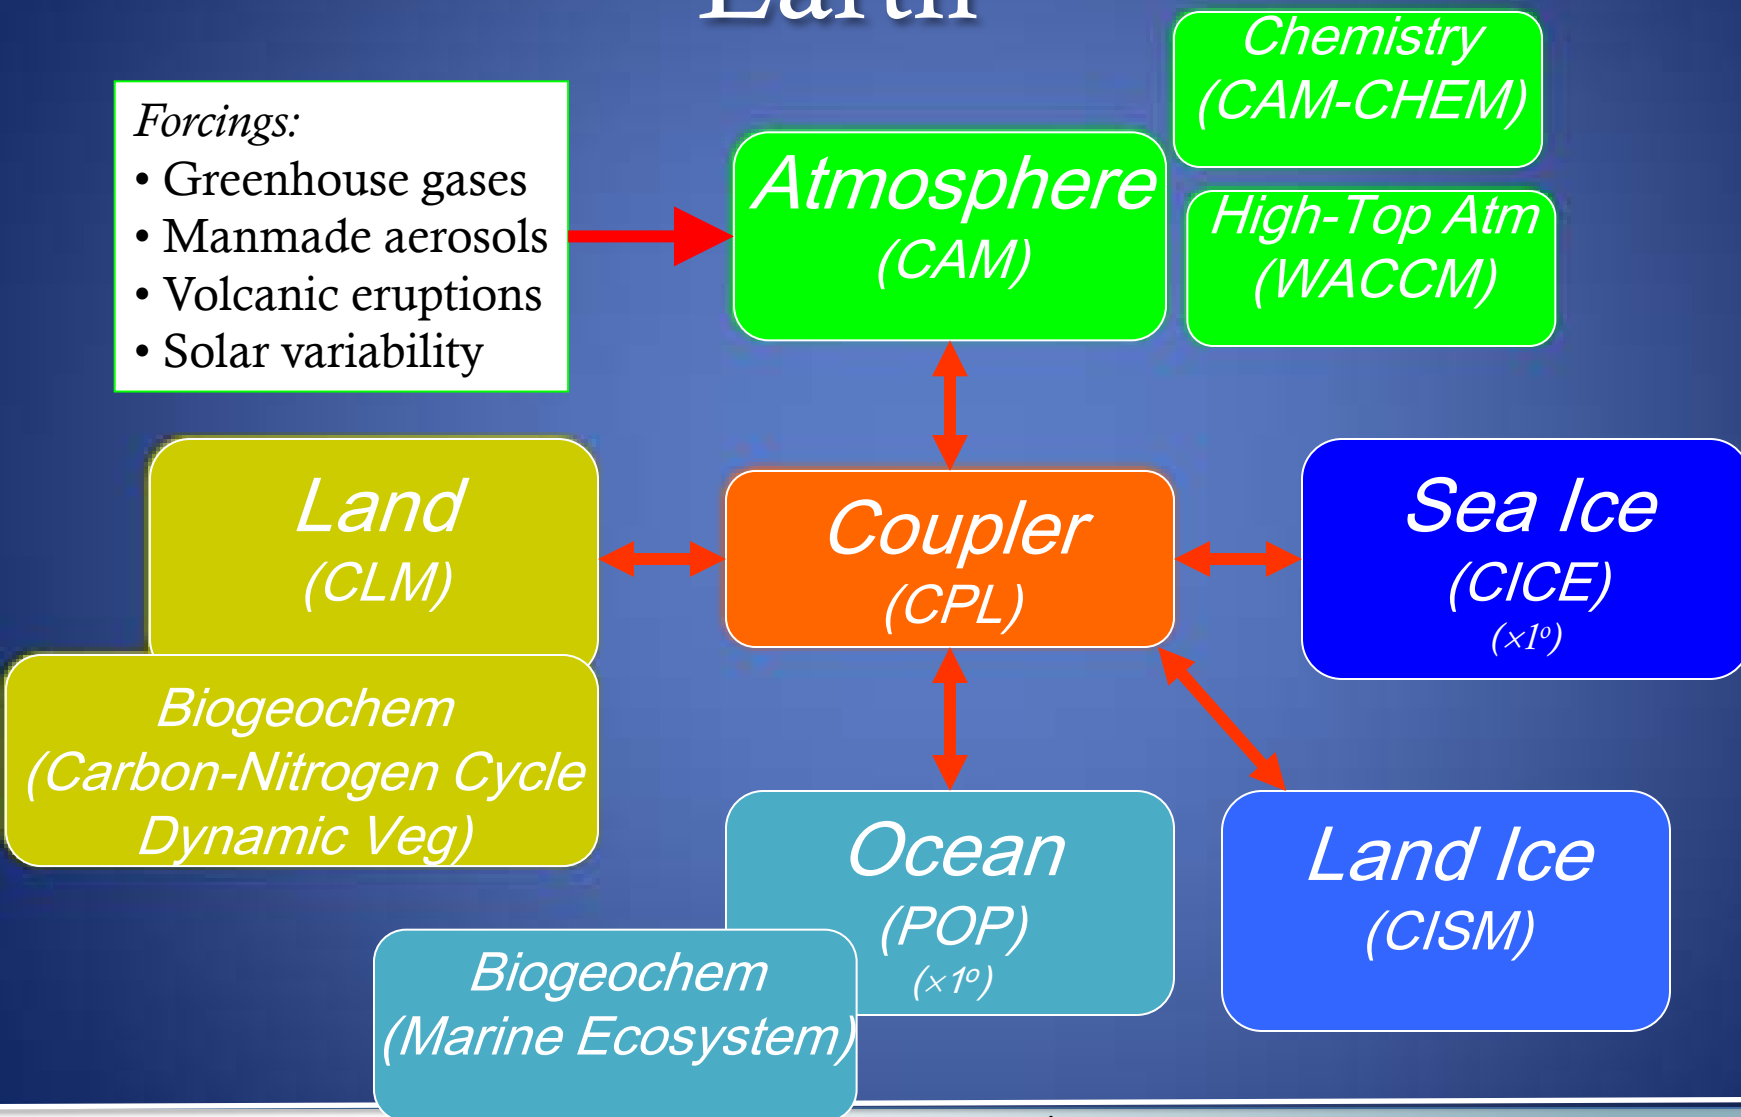 Earth
Chemistry
(CAM-CHEM)
Forcings:
• Greenhouse gases
• Manmade aerosols
• Volcanic eruptions
• Solar variability
Atmosphere
(CAM)
High-Top Atm
(WACCM)
Land
(CLM)
Coupler
(CPL)
Sea Ice
(CICE)
(×1º)
Biogeochem
(Carbon-Nitrogen Cycle
Dynamic Veg)
Ocean
(POP)
(×1º)
Land Ice
(CISM)
Biogeochem
(Marine Ecosystem)